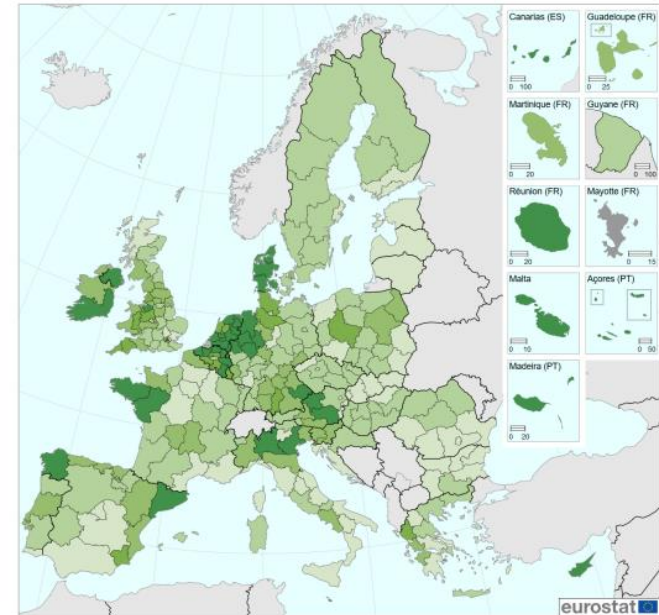 Canarias (ES)
0 100
Guadeloupe (FR)
0 25
Martinique (FR)
0 20
Guyane (FR)
0 100
Réunion (FR)
0 20
Mayotte (FR)
0 15
Malta
0 10
Açores (PT)
0 50
Madeira (PT)
0 20
eurostat